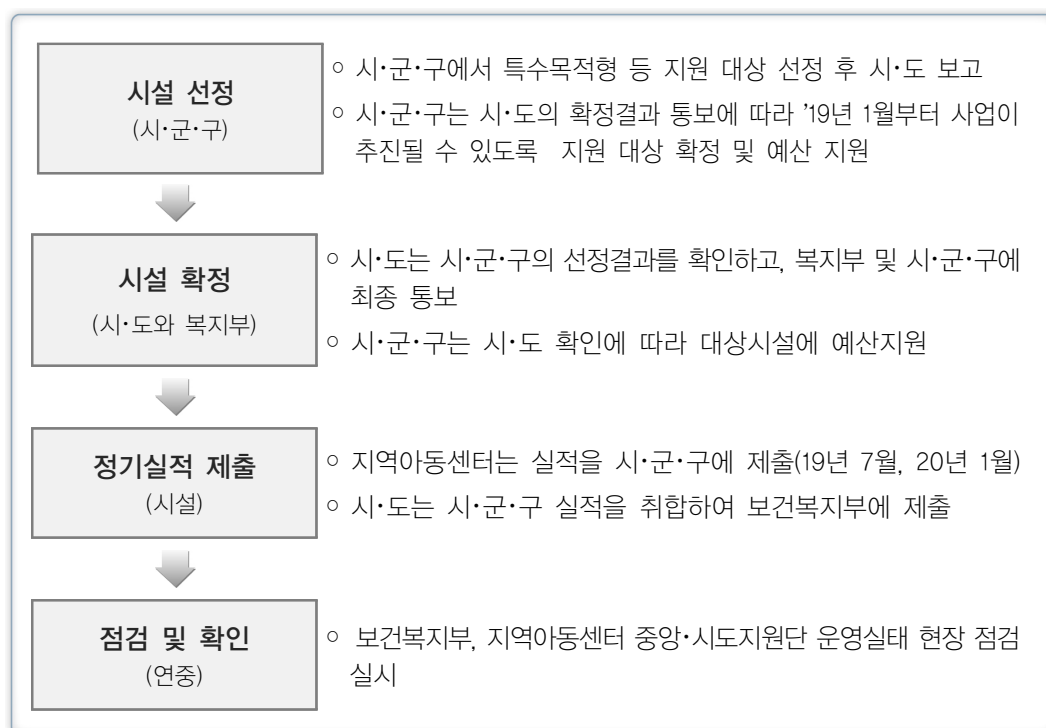 시설 선정
(시·군·구)
○ 시·군·구에서 특수목적형 등 지원 대상 선정 후 시·도 보고
○ 시·군·구는 시·도의 확정결과 통보에 따라 '19년 1월부터 사업이
추진될 수 있도록 지원 대상 확정 및 예산 지원
시설 확정
(시·도와 복지부)
○ 시·도는 시·군·구의 선정결과를 확인하고, 복지부 및 시·군·구에
최종 통보
○ 시·군·구는 시·도 확인에 따라 대상시설에 예산지원
정기실적 제출
(시설)
○ 지역아동센터는 실적을 시·군·구에 제출(19년 7월, 20년 1월)
○ 시·도는 시·군·구 실적을 취합하여 보건복지부에 제출
점검 및 확인
(연중)
○ 보건복지부, 지역아동센터 중앙·시도지원단 운영실태 현장 점검
실시